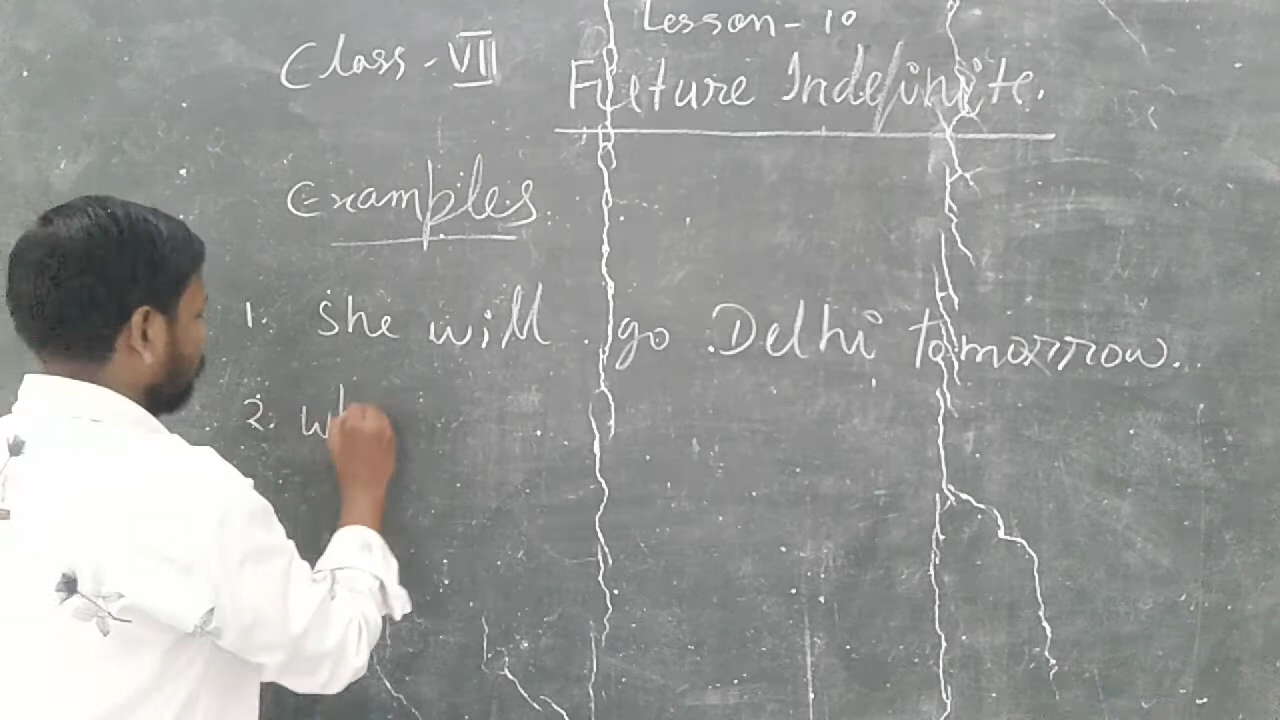 Lesson - 10
Class - VII
Future Indefinite.
Examples
1. She will go Delhi tomorrow.
2. wh